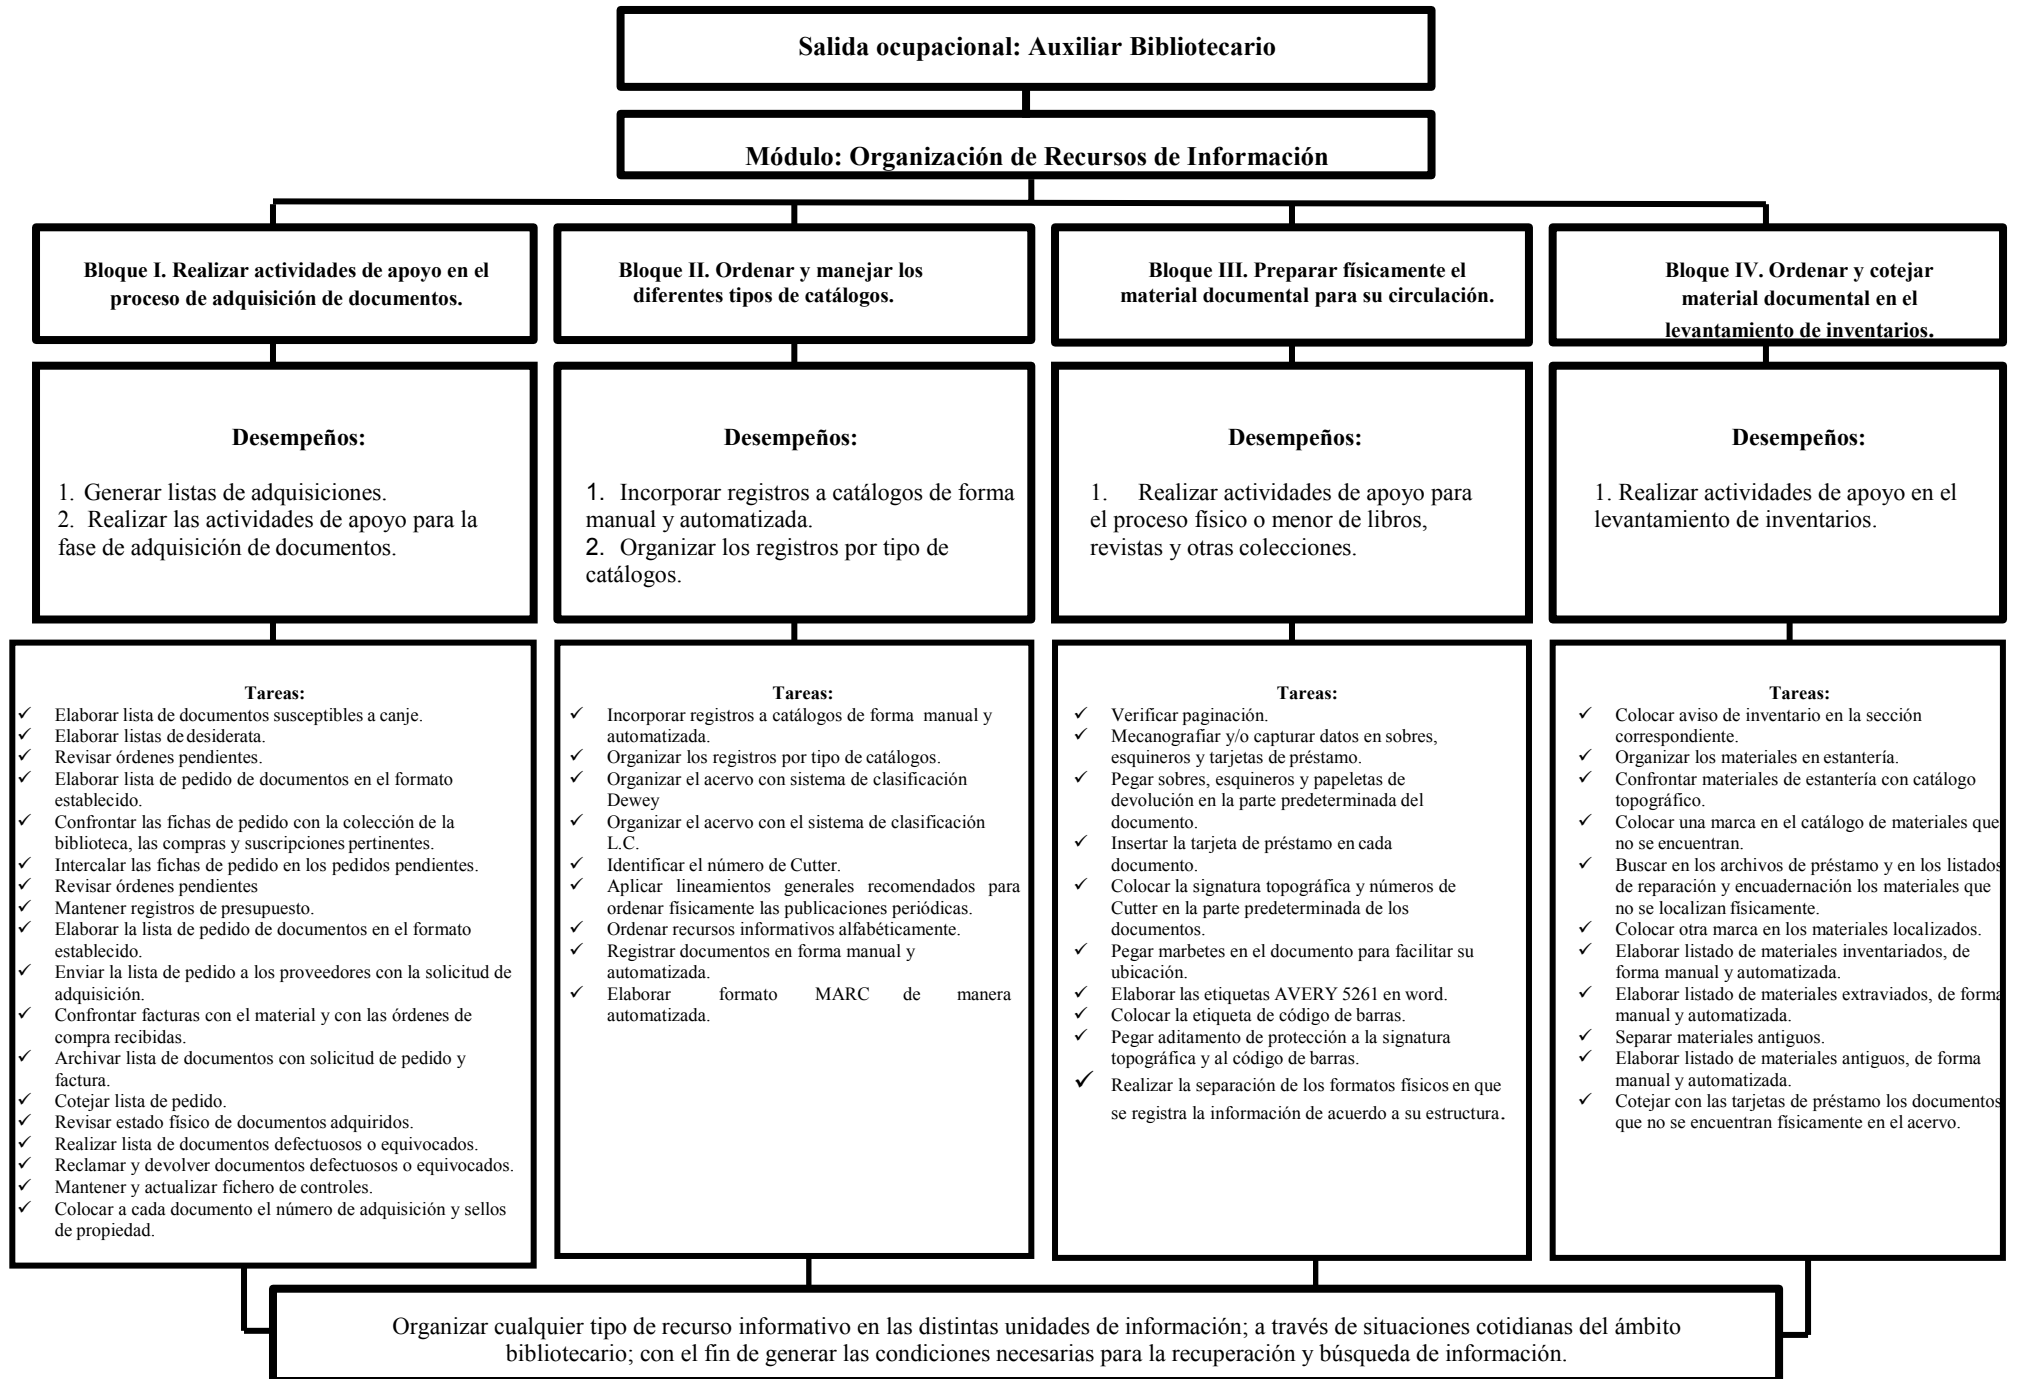 Salida ocupacional: Auxiliar Bibliotecario
Módulo: Organización de Recursos de Información
Bloque I. Realizar actividades de apoyo en el
proceso de adquisición de documentos.
Bloque II. Ordenar y manejar los
diferentes tipos de catálogos.
Bloque III. Preparar físicamente el
material documental para su circulación.
Bloque IV. Ordenar y cotejar
material documental en el
levantamiento de inventarios.
Desempeños:
1. Generar listas de adquisiciones.
2. Realizar las actividades de apoyo para la
fase de adquisición de documentos.
Desempeños:
1. Incorporar registros a catálogos de forma
manual y automatizada.
2. Organizar los registros por tipo de
catálogos.
Desempeños:
1. Realizar actividades de apoyo para
el proceso físico o menor de libros,
revistas y otras colecciones.
Desempeños:
1. Realizar actividades de apoyo en el
levantamiento de inventarios.
Tareas:
✓ Elaborar lista de documentos susceptibles a canje.
✓ Elaborar listas de desiderata.
✓ Revisar órdenes pendientes.
✓ Elaborar lista de pedido de documentos en el formato
establecido.
✓ Confrontar las fichas de pedido con la colección de la
biblioteca, las compras y suscripciones pertinentes.
✓ Intercalar las fichas de pedido en los pedidos pendientes.
✓ Revisar órdenes pendientes
✓ Mantener registros de presupuesto.
✓ Elaborar la lista de pedido de documentos en el formato
establecido.
✓ Enviar la lista de pedido a los proveedores con la solicitud de
adquisición.
✓ Confrontar facturas con el material y con las órdenes de
compra recibidas.
✓ Archivar lista de documentos con solicitud de pedido y
factura.
✓ Cotejar lista de pedido.
✓ Revisar estado físico de documentos adquiridos.
✓ Realizar lista de documentos defectuosos o equivocados.
✓ Reclamar y devolver documentos defectuosos o equivocados.
✓ Mantener y actualizar fichero de controles.
✓ Colocar a cada documento el número de adquisición y sellos
de propiedad.
Tareas:
✓ Incorporar registros a catálogos de forma manual y
automatizada.
✓ Organizar los registros por tipo de catálogos.
✓ Organizar el acervo con sistema de clasificación
Dewey
✓ Organizar el acervo con el sistema de clasificación
L.C.
✓ Identificar el número de Cutter.
✓ Aplicar lineamientos generales recomendados para
ordenar físicamente las publicaciones periódicas.
✓ Ordenar recursos informativos alfabéticamente.
✓ Registrar documentos en forma manual y
automatizada.
✓ Elaborar formato MARC de manera
automatizada.
Tareas:
✓ Verificar paginación.
✓ Mecanografiar y/o capturar datos en sobres,
esquineros y tarjetas de préstamo.
✓ Pegar sobres, esquineros y papeletas de
devolución en la parte predeterminada del
documento.
✓ Insertar la tarjeta de préstamo en cada
documento.
✓ Colocar la signatura topográfica y números de
Cutter en la parte predeterminada de los
documentos.
✓ Pegar marbetes en el documento para facilitar su
ubicación.
✓ Elaborar las etiquetas AVERY 5261 en word.
✓ Colocar la etiqueta de código de barras.
✓ Pegar aditamento de protección a la signatura
topográfica y al código de barras.
✓ Realizar la separación de los formatos físicos en que
se registra la información de acuerdo a su estructura.
Tareas:
✓ Colocar aviso de inventario en la sección
correspondiente.
✓ Organizar los materiales en estantería.
✓ Confrontar materiales de estantería con catálogo
topográfico.
✓ Colocar una marca en el catálogo de materiales que
no se encuentran.
✓ Buscar en los archivos de préstamo y en los listados
de reparación y encuadernación los materiales que
no se localizan físicamente.
✓ Colocar otra marca en los materiales localizados.
✓ Elaborar listado de materiales inventariados, de
forma manual y automatizada.
✓ Elaborar listado de materiales extraviados, de forma
manual y automatizada.
✓ Separar materiales antiguos.
✓ Elaborar listado de materiales antiguos, de forma
manual y automatizada.
✓ Cotejar con las tarjetas de préstamo los documentos
que no se encuentran físicamente en el acervo.
Organizar cualquier tipo de recurso informativo en las distintas unidades de información; a través de situaciones cotidianas del ámbito
bibliotecario; con el fin de generar las condiciones necesarias para la recuperación y búsqueda de información.